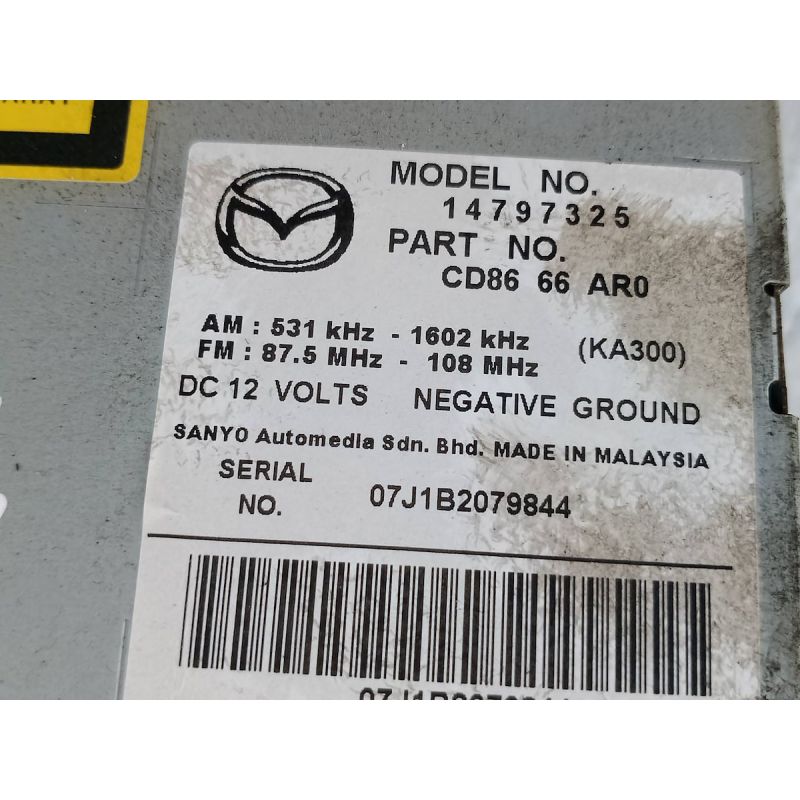 MODEL NO.
14797325
PART NO.
CD86 66 AR0
AM : 531 kHz - 1602 kHz (KA300)
FM : 87.5 MHz - 108 MHz
DC 12 VOLTS NEGATIVE GROUND
SANYO Automedia Sdn. Bhd. MADE IN MALAYSIA
SERIAL
NO. 07J1B2079844